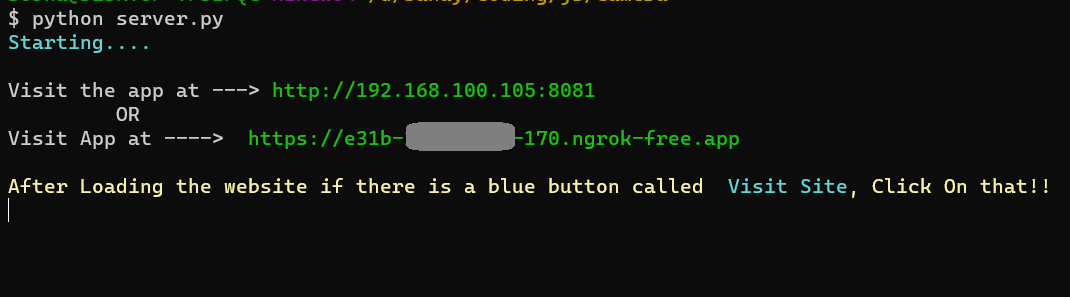 $ python server.py
Starting....
Visit the app at ---> http://192.168.100.105:8081
OR
Visit App at ----> https://e31b- -170.ngrok-free.app
After Loading the website if there is a blue button called Visit Site, Click On that!!